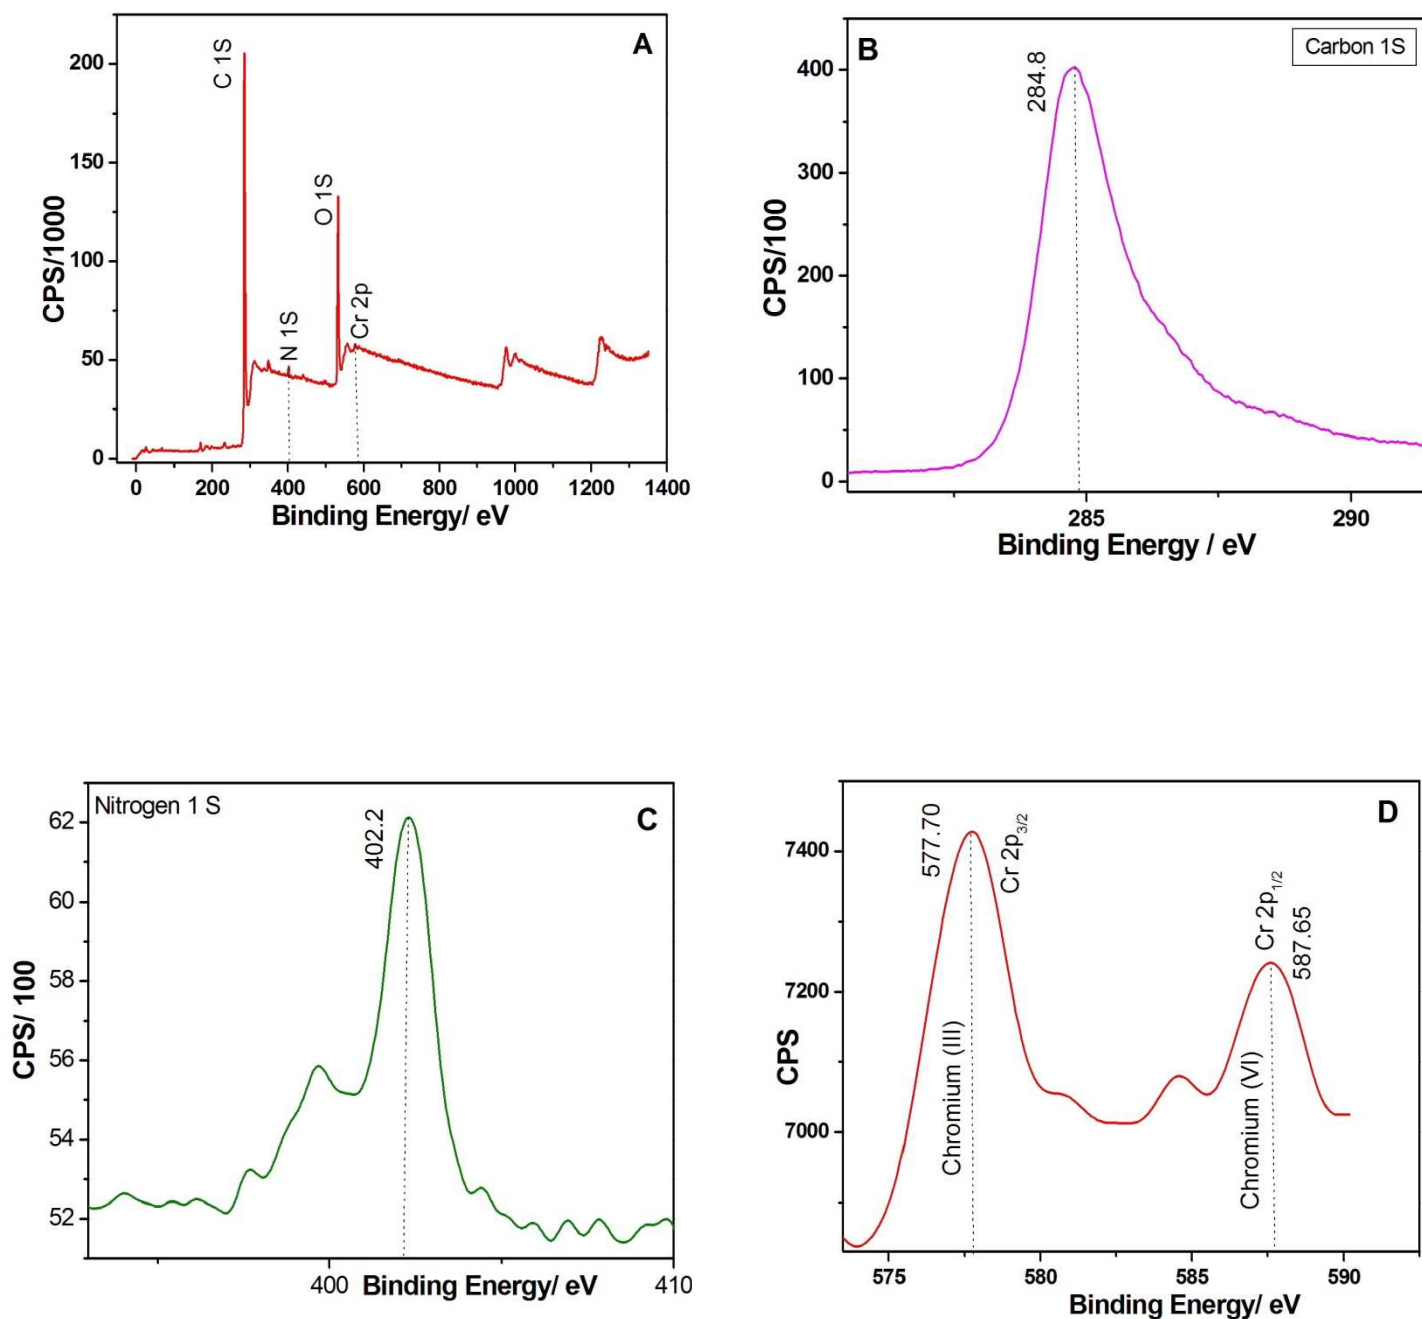 A
C 1S
N 1S
O 1S
Cr 2p
CPS/1000
200
150
100
50
0
0 200 400 600 800 1000 1200 1400
Binding Energy/ eV
B
Carbon 1S
284.8
CPS/100
400
300
200
100
0
285 290
Binding Energy / eV
Nitrogen 1 S
C
402.2
CPS/ 100
62
60
58
56
54
52
400 410
Binding Energy/ eV
D
577.70
Cr 2p3/2
Cr 2p1/2
587.65
Chromium (III)
Chromium (VI)
CPS
7400
7200
7000
575 580 585 590
Binding Energy/ eV